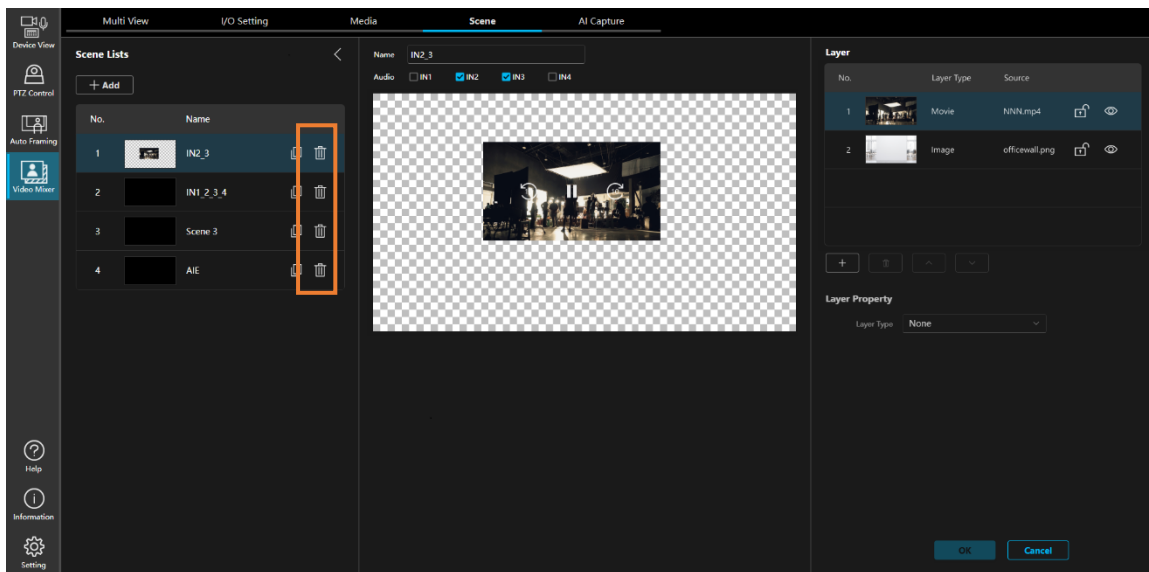 Device View
PTZ Control
Auto Framing
Video Mixer
Help
Information
Setting
Multi View I/O Setting Media Scene AI Capture
Scene Lists
+ Add
No. Name
1 IN2_3
2 IN1_2_3_4
3 Scene 3
4 AIE
Name IN2_3
Audio IN1 IN2 IN3 IN4
Layer
No. Layer Type Source
1 Movie NNN.mp4
2 Image officewall.png
Layer Property
Layer Type None
OK Cancel